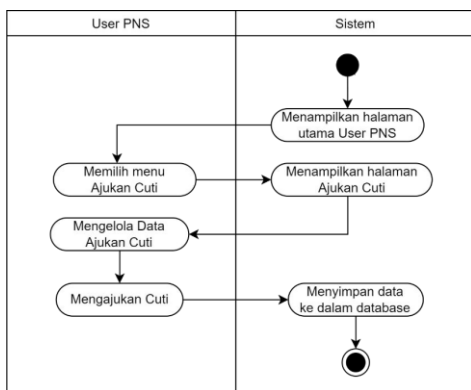 User PNS
Sistem
Menampilkan halaman
utama User PNS
Memilih menu
Ajukan Cuti
Menampilkan halaman
Ajukan Cuti
Mengelola Data
Ajukan Cuti
Mengajukan Cuti
Menyimpan data
ke dalam database